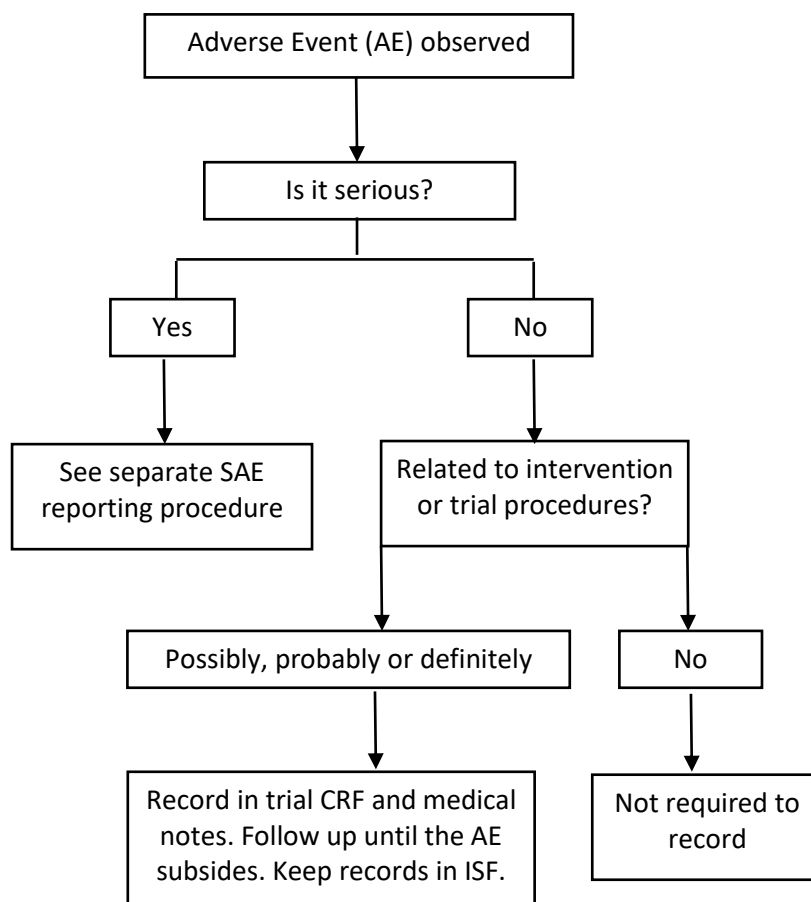 Adverse Event (AE) observed
Is it serious?
Yes
No
See separate SAE
reporting procedure
Related to intervention
or trial procedures?
Possibly, probably or definitely
No
Record in trial CRF and medical
notes. Follow up until the AE
subsides. Keep records in ISF.
Not required to
record